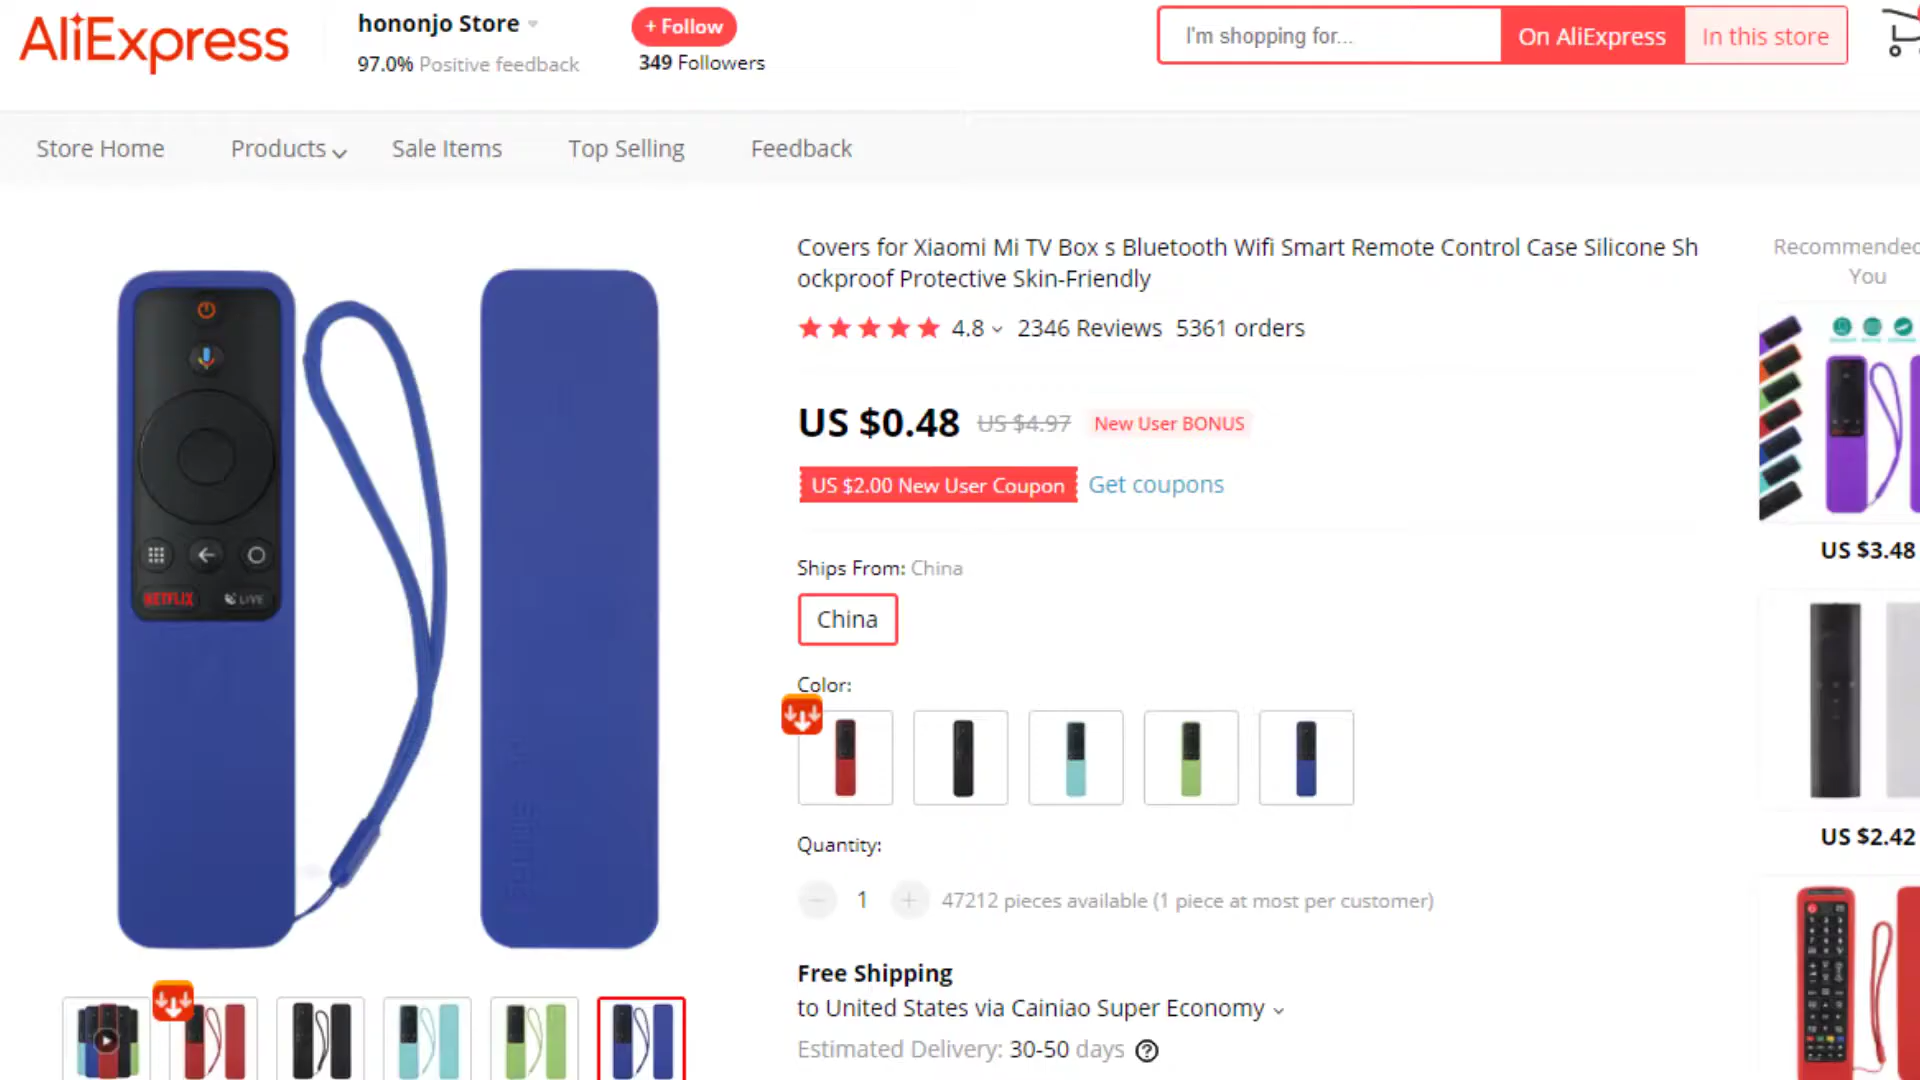 AliExpress
hononjo Store
97.0% Positive feedback
+ Follow
349 Followers
I'm shopping for...
On AliExpress
In this store
Store Home
Products
Sale Items
Top Selling
Feedback
NETFLIX
LIVE
Covers for Xiaomi Mi TV Box s Bluetooth Wifi Smart Remote Control Case Silicone Sh
ockproof Protective Skin-Friendly
4.8 2346 Reviews 5361 orders
US $0.48 US $4.97 New User BONUS
US $2.00 New User Coupon Get coupons
Ships From: China
China
Color:
Quantity:
1 47212 pieces available (1 piece at most per customer)
Free Shipping
to United States via Cainiao Super Economy
Estimated Delivery: 30-50 days
Recommended
You
US $3.48
US $2.42